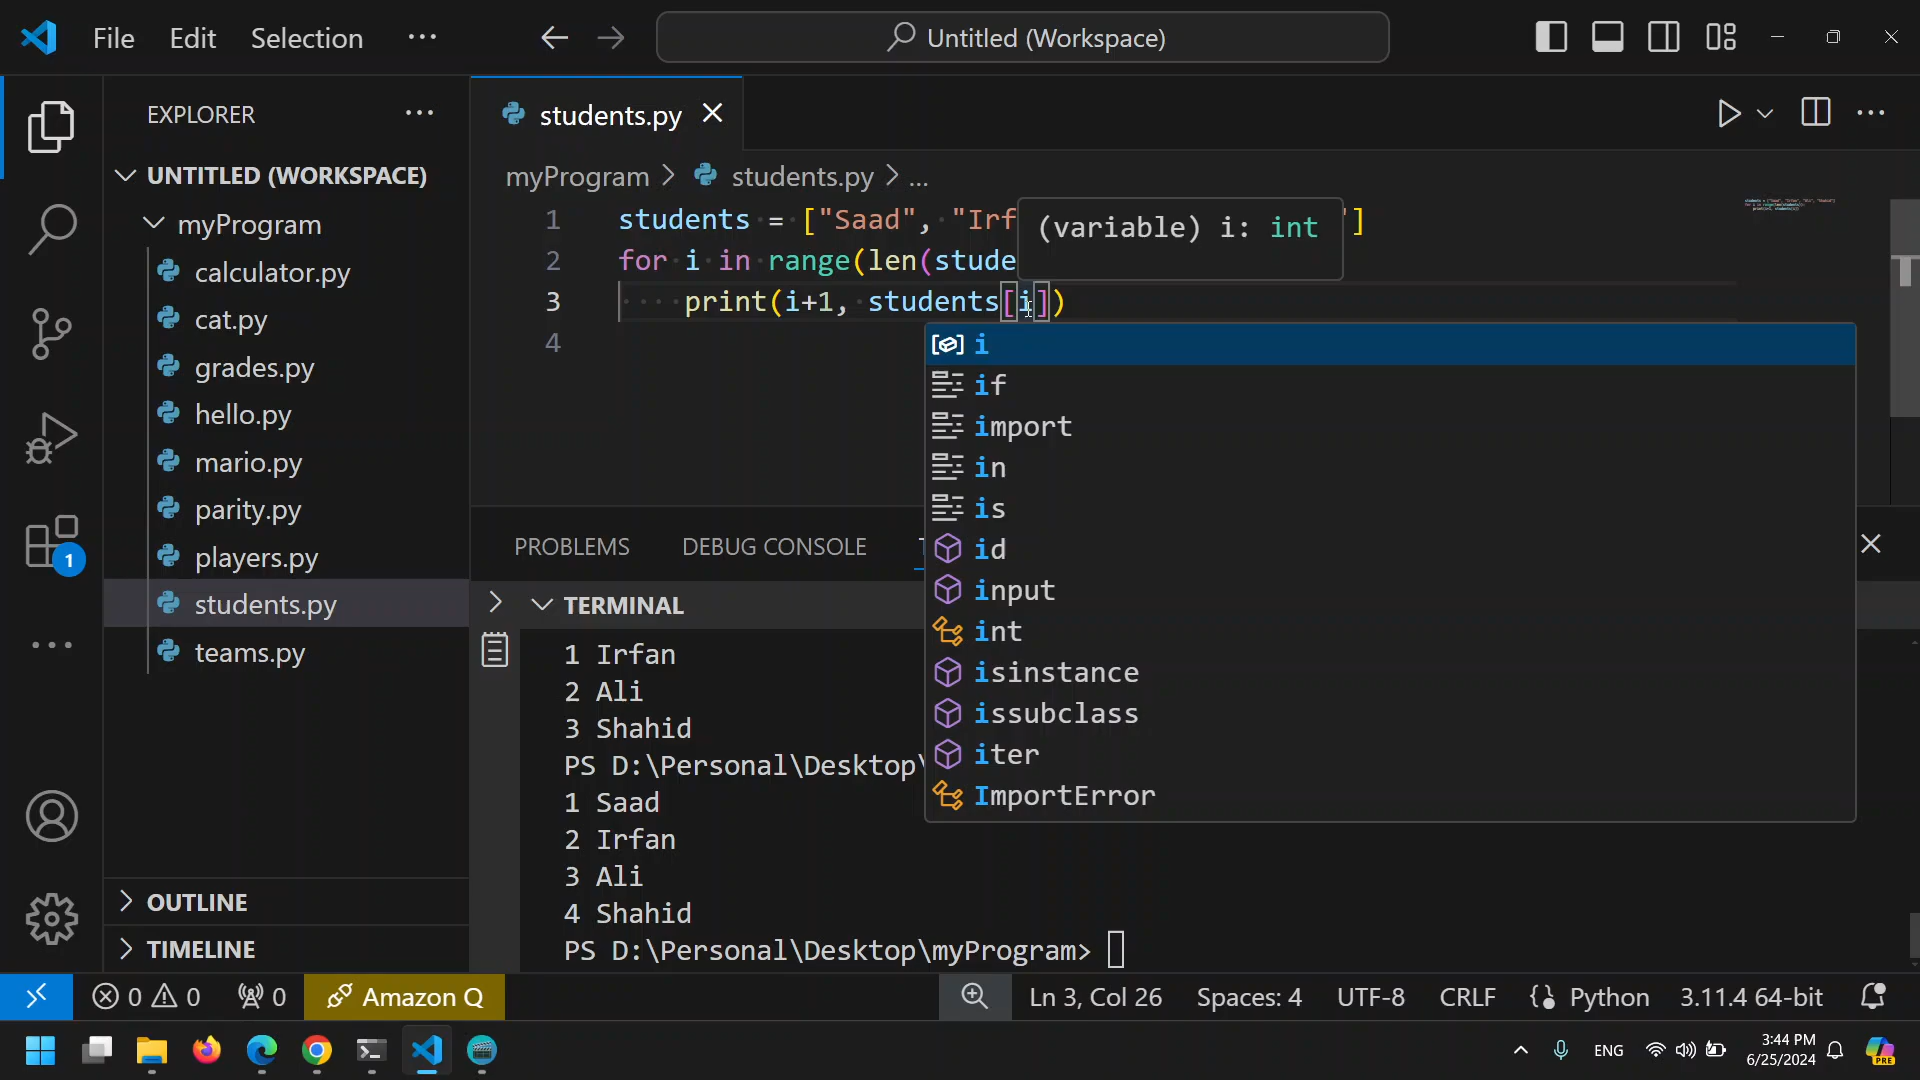 File Edit Selection ··· Untitled (Workspace)
EXPLORER ···
UNTITLED (WORKSPACE)
myProgram
calculator.py
cat.py
grades.py
hello.py
mario.py
parity.py
players.py
students.py
teams.py
OUTLINE
TIMELINE
1
students.py
myProgram > students.py > ...
1 students = ["Saad", "Irf "]
2 for i in range(len(stude
3 print(i+1, students[i])
4
(variable) i: int
i
if
import
in
is
id
input
int
isinstance
issubclass
iter
ImportError
PROBLEMS DEBUG CONSOLE
TERMINAL
1 Irfan
2 Ali
3 Shahid
PS D:\Personal\Desktop\
1 Saad
2 Irfan
3 Ali
4 Shahid
PS D:\Personal\Desktop\myProgram>
0 0 0 Amazon Q Ln 3, Col 26 Spaces: 4 UTF-8 CRLF Python 3.11.4 64-bit
ENG 3:44 PM
6/25/2024
PRE